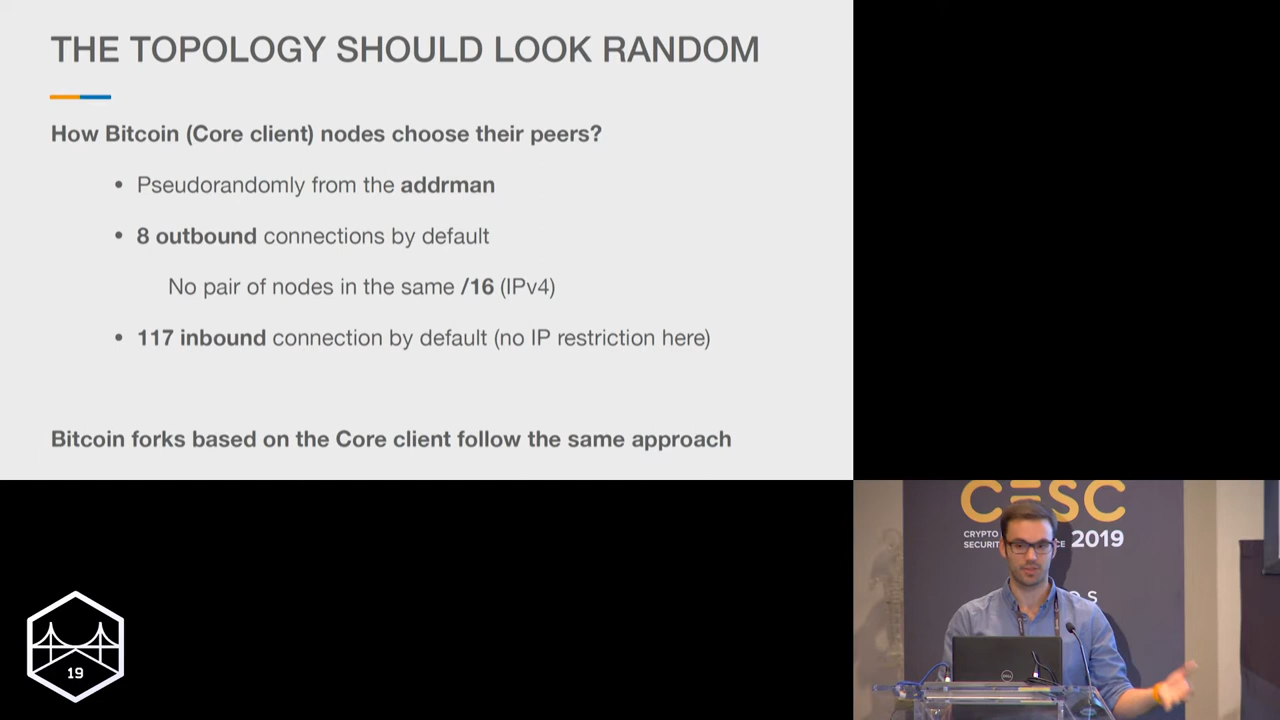 THE TOPOLOGY SHOULD LOOK RANDOM
How Bitcoin (Core client) nodes choose their peers?
• Pseudorandomly from the addrman
• 8 outbound connections by default
No pair of nodes in the same /16 (IPv4)
• 117 inbound connection by default (no IP restriction here)
Bitcoin forks based on the Core client follow the same approach
CESC
CRYPTO
2019
19
DELL